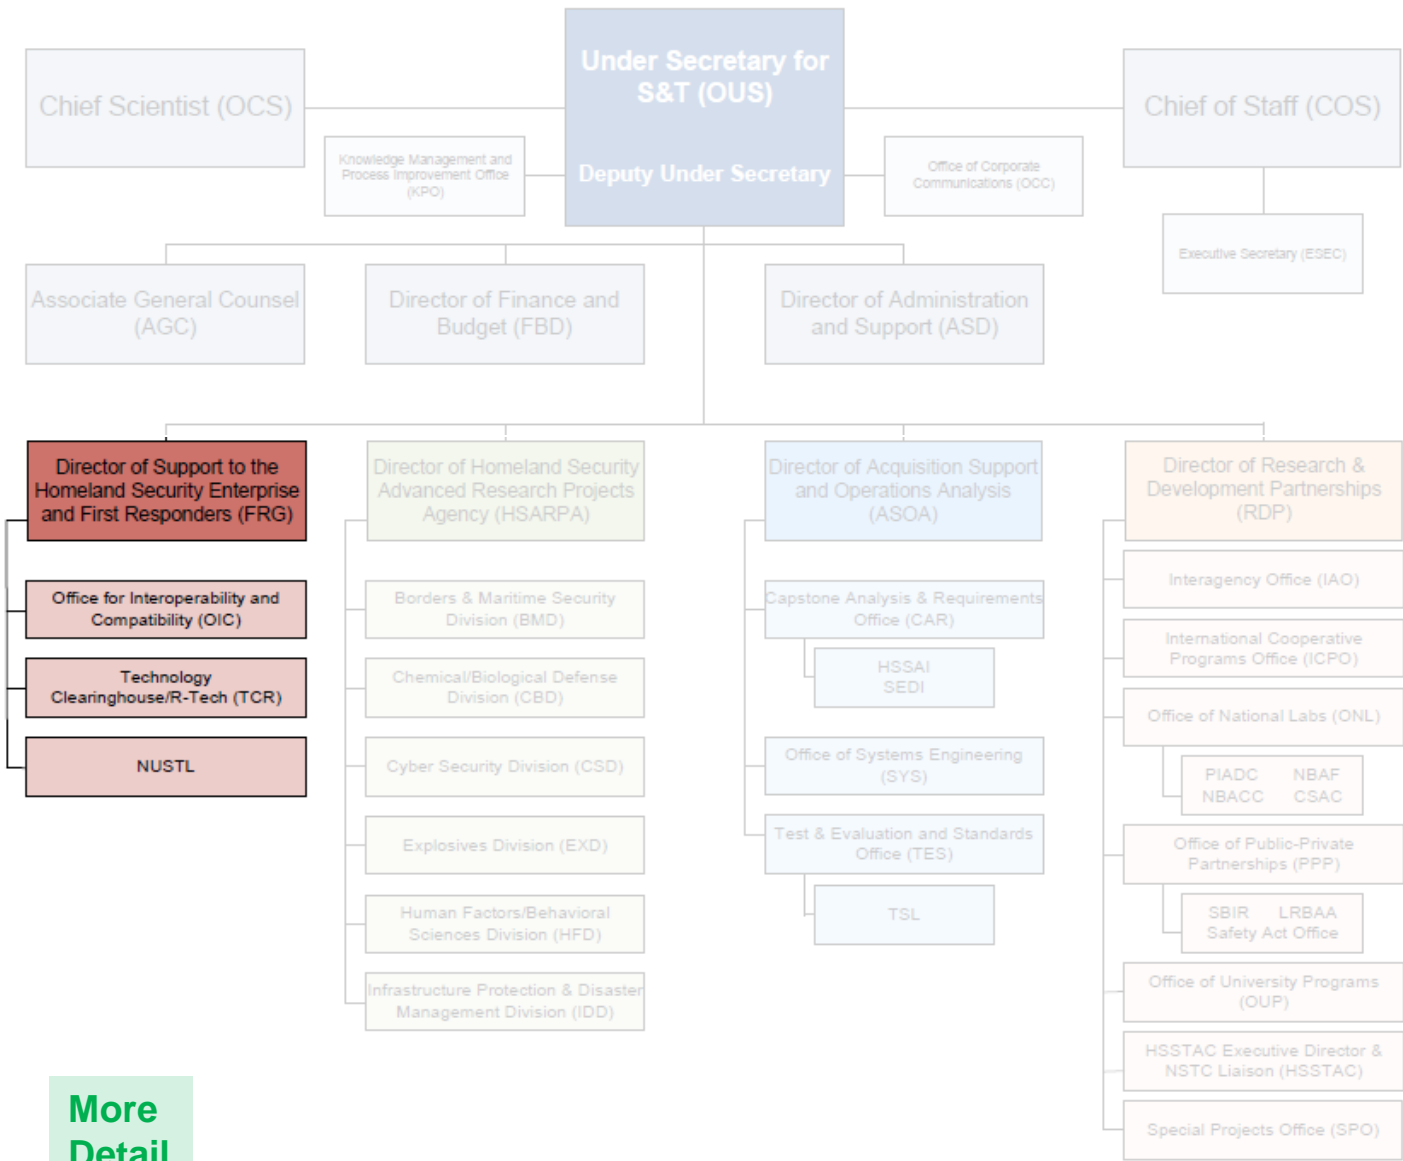 Under Secretary for
S&T (OUS)
Deputy Under Secretary
Chief Scientist (OCS)
Chief of Staff (COS)
Knowledge Management and
Process Improvement Office
(KPO)
Office of Corporate
Communications (OCC)
Executive Secretary (ESEC)
Associate General Counsel
(AGC)
Director of Finance and
Budget (FBD)
Director of Administration
and Support (ASD)
Director of Support to the
Homeland Security Enterprise
and First Responders (FRG)
Office for Interoperability and
Compatibility (OIC)
Technology
Clearinghouse/R-Tech (TCR)
NUSTL
Director of Homeland Security
Advanced Research Projects
Agency (HSARPA)
Borders & Maritime Security
Division (BMD)
Chemical/Biological Defense
Division (CBD)
Cyber Security Division (CSD)
Explosives Division (EXD)
Human Factors/Behavioral
Sciences Division (HFD)
Infrastructure Protection & Disaster
Management Division (IDD)
Director of Acquisition Support
and Operations Analysis
(ASOA)
Capstone Analysis & Requirements
Office (CAR)
HSSAI
SEDI
Office of Systems Engineering
(SYS)
Test & Evaluation and Standards
Office (TES)
TSL
Director of Research &
Development Partnerships
(RDP)
Interagency Office (IAO)
International Cooperative
Programs Office (ICPO)
Office of National Labs (ONL)
PIADC NBAF
NBACC CSAC
Office of Public-Private
Partnerships (PPP)
SBIR LRBAA
Safety Act Office
Office of University Programs
(OUP)
HSSTAC Executive Director &
NSTC Liaison (HSSTAC)
Special Projects Office (SPO)
More
Detail